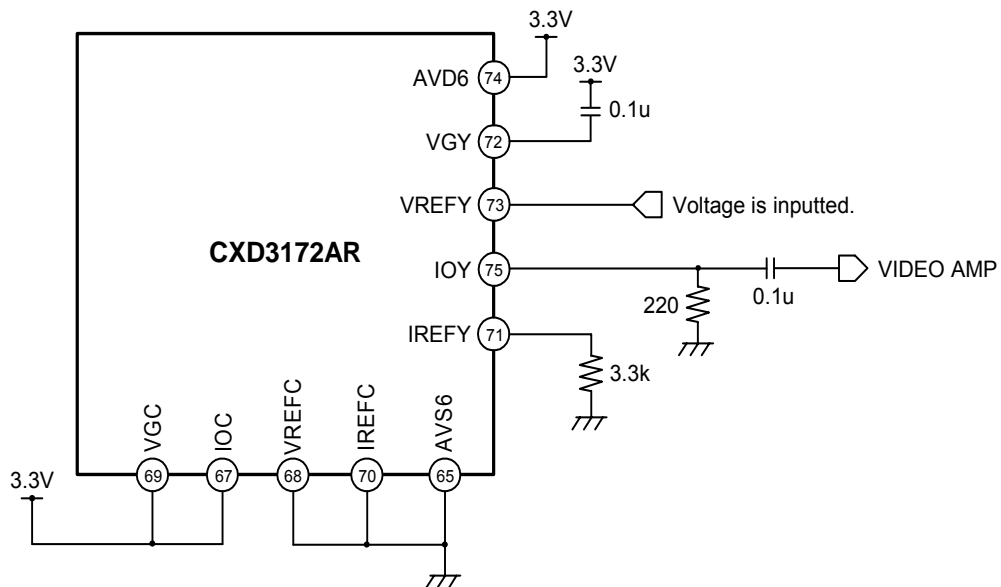 3.3V
AVD6 74
3.3V
0.1u
VGY 72
VREFY 73 Voltage is inputted.
CXD3172AR
IOY 75 VIDEO AMP
0.1u
220
IREFY 71
3.3k
VGC
IOC
VREFC
IREFC
AVS6
69 67 68 70 65
3.3V